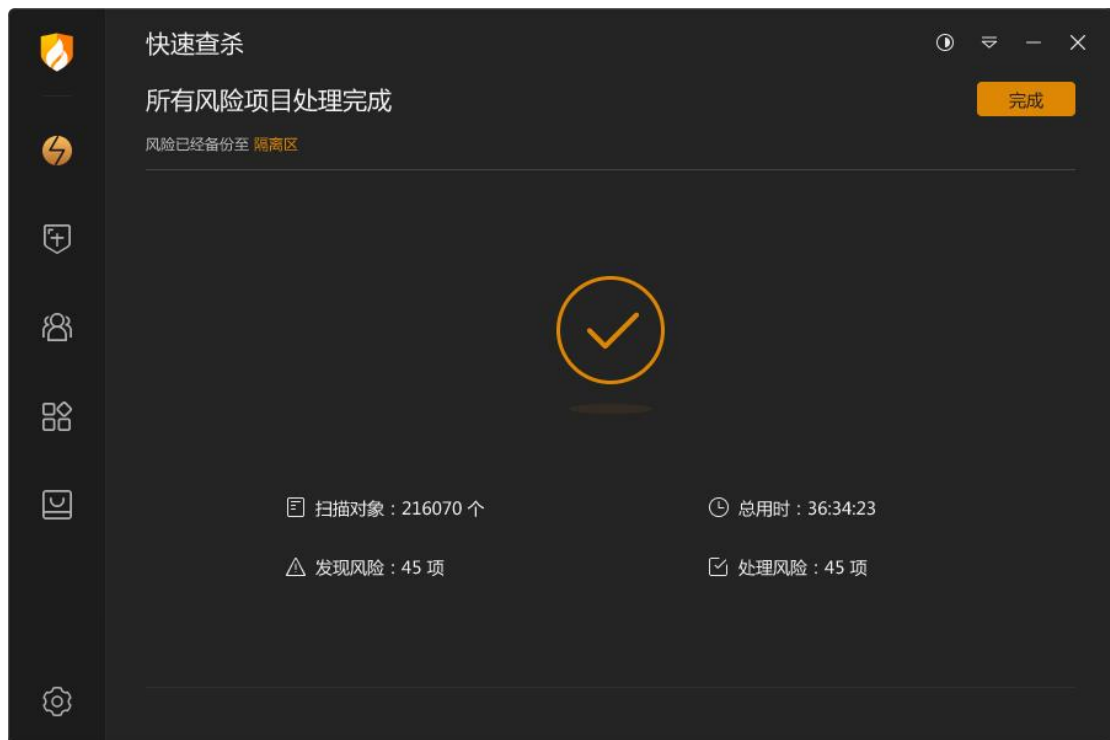 快速查杀
所有风险项目处理完成
完成
风险已经备份至 隔离区
扫描对象：216070 个
总用时：36:34:23
发现风险：45 项
处理风险：45 项